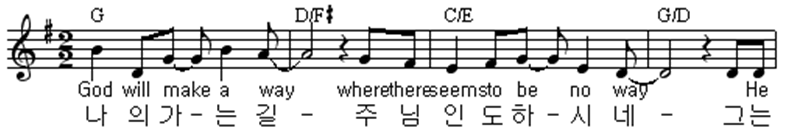 G D/F# C/E G/D
God will make a way wherethereseemsto be no way He
나 의 가 - 는 길 - 주 님 인 도 하 - 시 네 - 그는